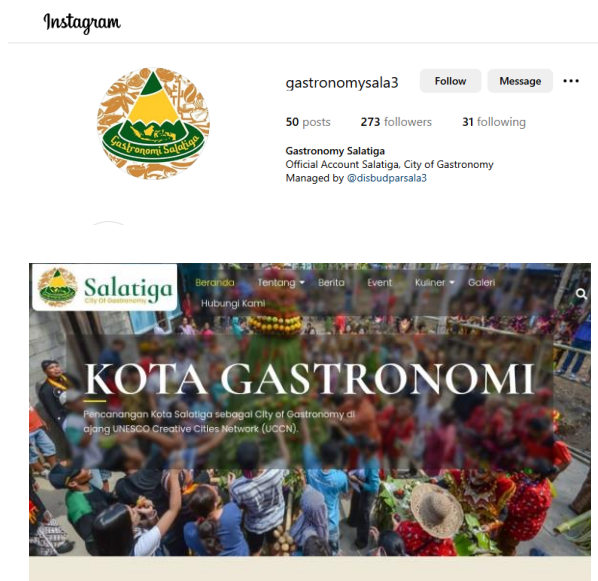 Instagram
gastronomysala3 Follow Message
50 posts 273 followers 31 following
Gastronomy Salatiga
Official Account Salatiga, City of Gastronomy
Managed by @disbudparsala3
Gastronomi Salatiga
Salatiga
City Of Gastronomy
Beranda Tentang Berita Event Kuliner Galeri
Hubungi Kami
KOTA GASTRONOMI
Pencanangan Kota Salatiga sebagai City of Gastronomy di
ajang UNESCO Creative Cities Network (UCCN).